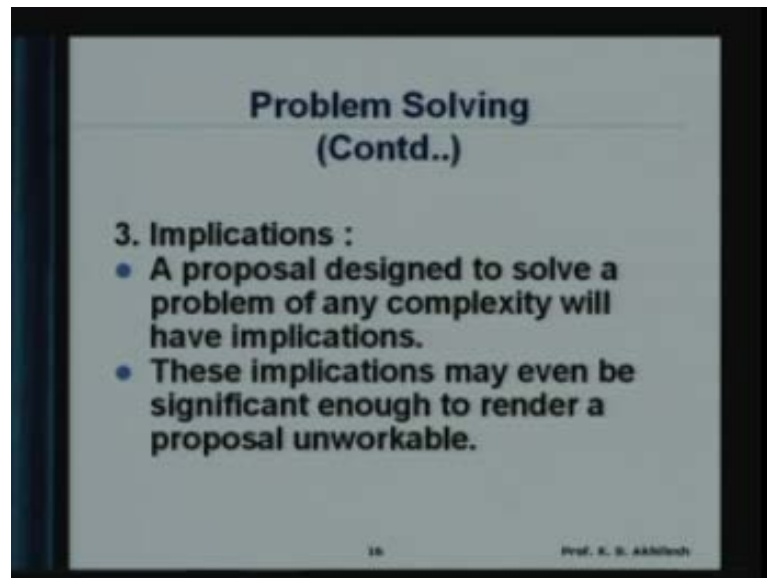 Problem Solving
(Contd..)
3. Implications :
• A proposal designed to solve a
problem of any complexity will
have implications.
• These implications may even be
significant enough to render a
proposal unworkable.
16
Prof. K. B. Akhilesh